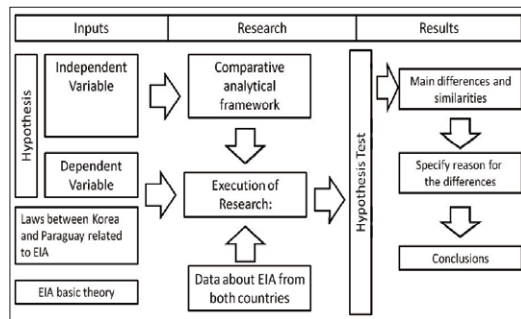 Inputs
Research
Results
Hypothesis
Independent
Variable
Dependent
Variable
Laws between Korea
and Paraguay related
to EIA
EIA basic theory
Comparative
analytical
framework
Execution of
Research:
Data about EIA from
both countries
Hypothesis Test
Main differences and
similarities
Specify reason for
the differences
Conclusions